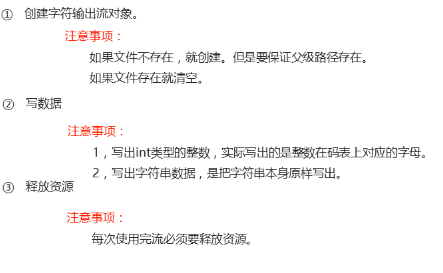 ① 创建字符输出流对象。
注意事项：
如果文件不存在，就创建。但是要保证父级路径存在。
如果文件存在就清空。
② 写数据
注意事项：
1，写出int类型的整数，实际写出的是整数在码表上对应的字母。
2，写出字符串数据，是把字符串本身原样写出。
③ 释放资源
注意事项：
每次使用完流必须要释放资源。